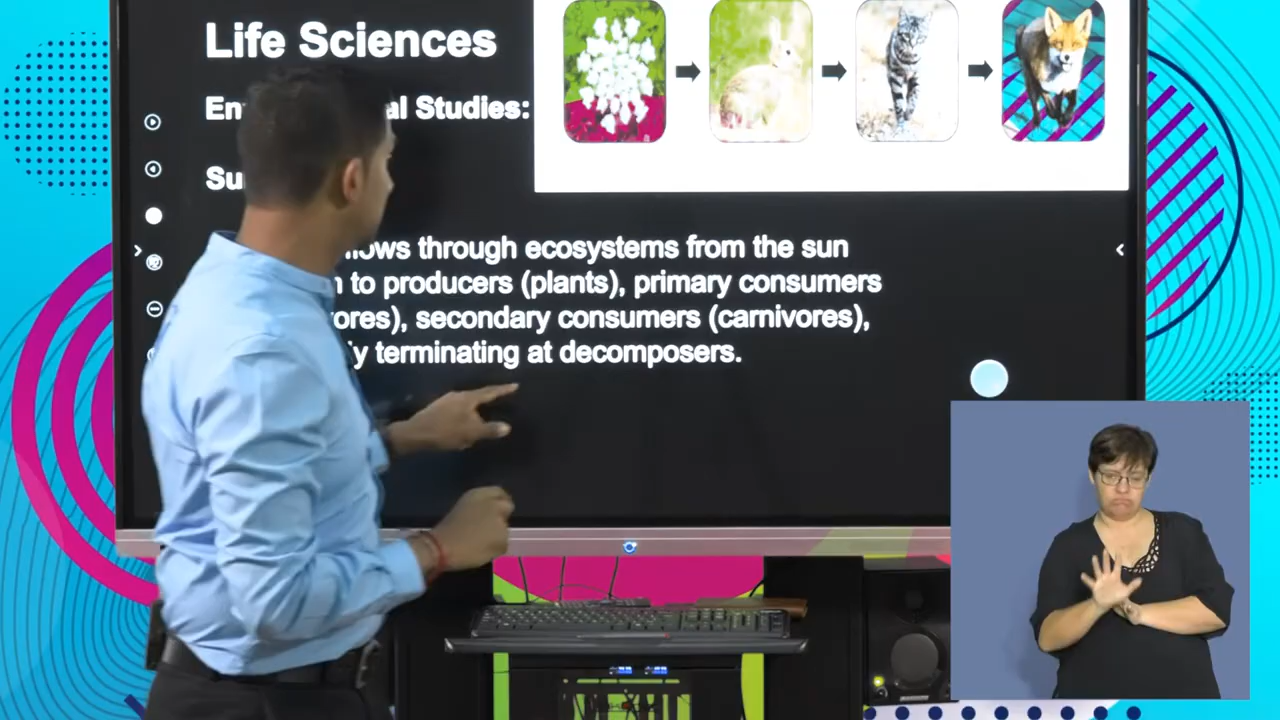 Life Sciences
Studies:
Su
ows through ecosystems from the sun
to producers (plants), primary consumers
ores), secondary consumers (carnivores),
y terminating at decomposers.